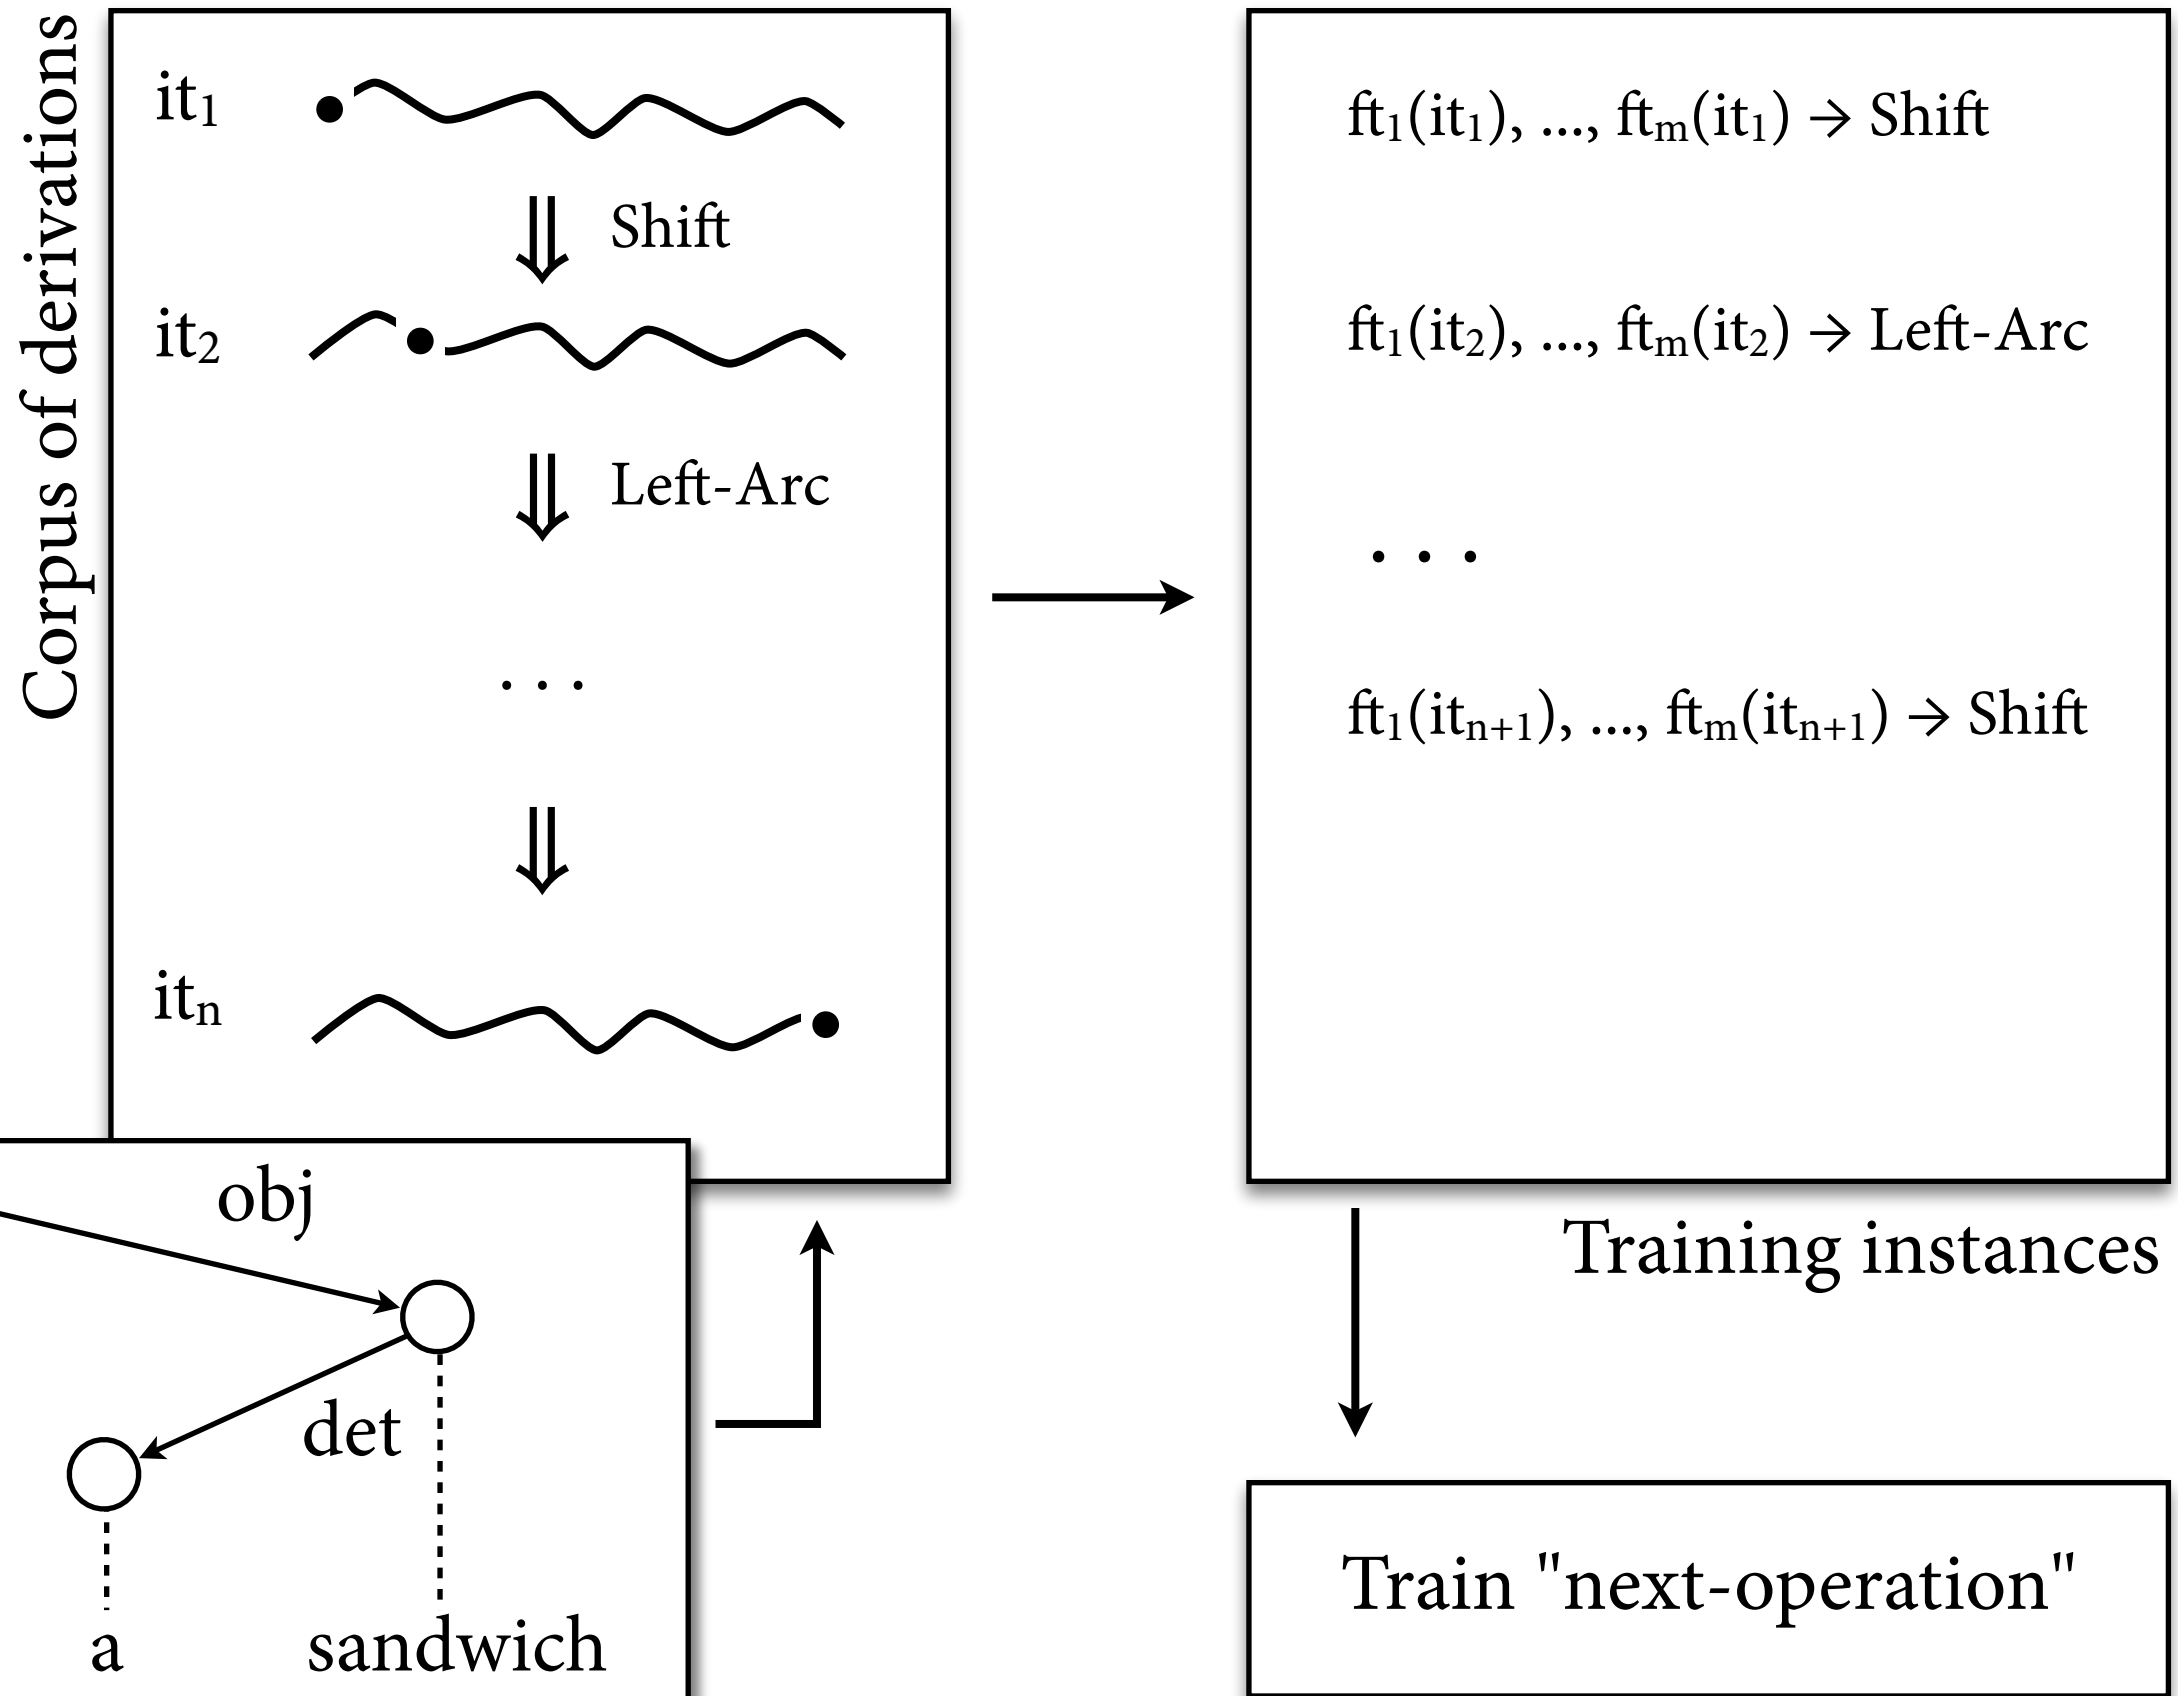 Corpus of derivations
it₁
Shift
it₂
Left-Arc
. . .
itₙ
ft₁(it₁), ..., ftₘ(it₁) → Shift
ft₁(it₂), ..., ftₘ(it₂) → Left-Arc
. . .
ft₁(itₙ₊₁), ..., ftₘ(itₙ₊₁) → Shift
Training instances
obj
det
a sandwich
Train "next-operation"